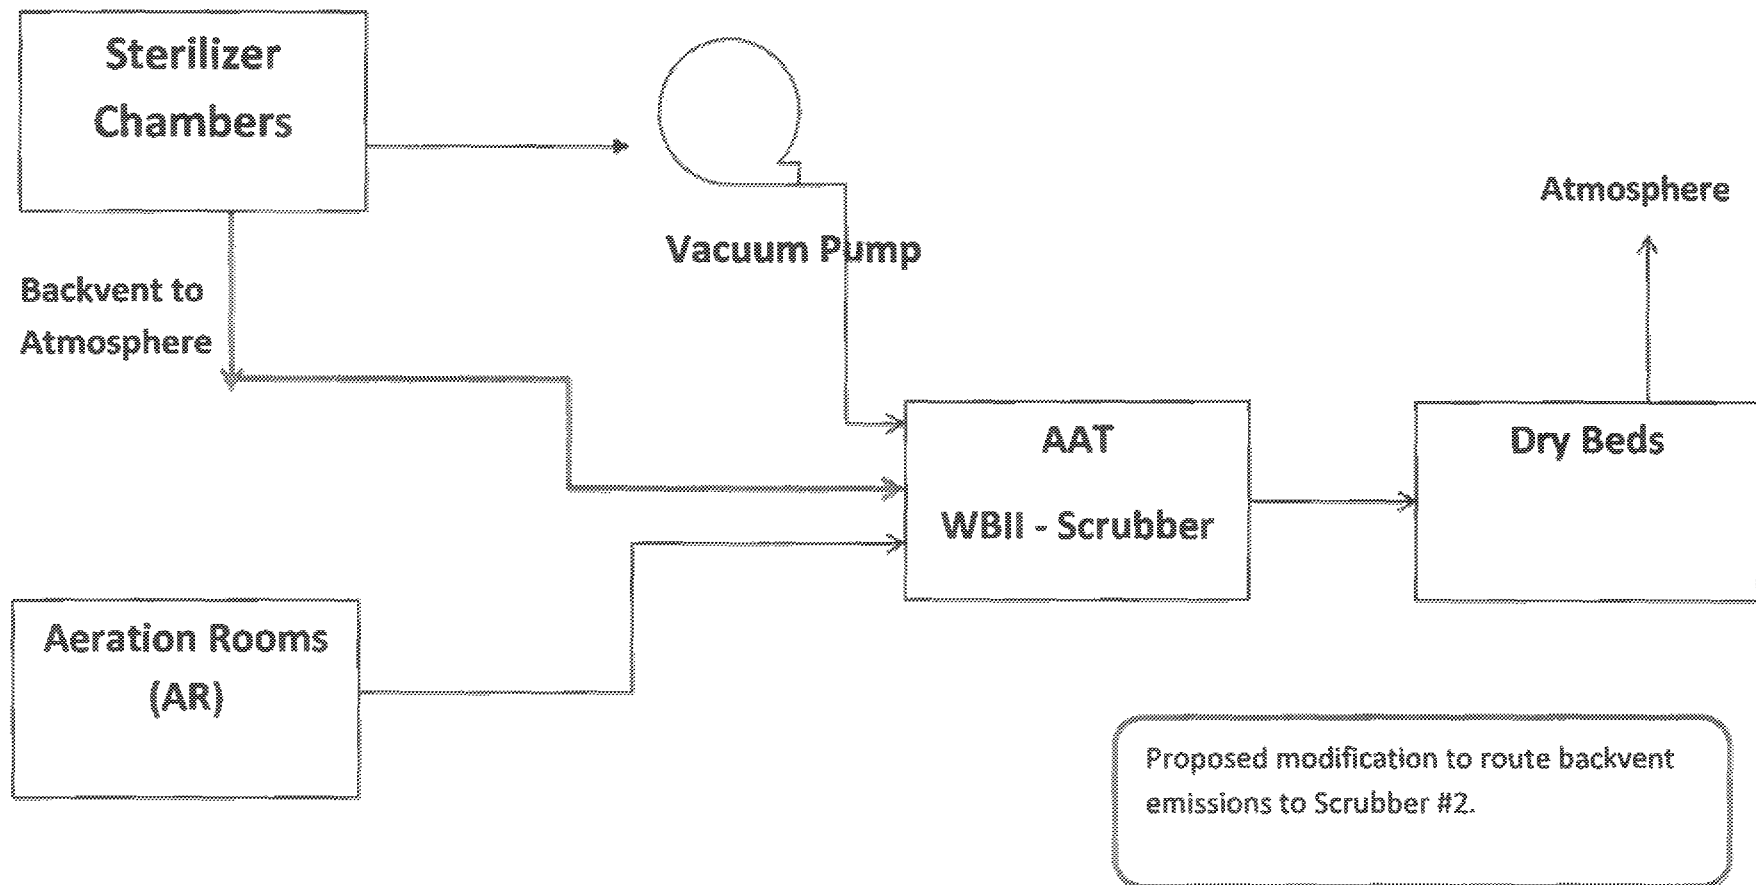 Sterilizer
Chambers
Vacuum Pump
Atmosphere
Backvent to
Atmosphere
AAT
WBII - Scrubber
Dry Beds
Aeration Rooms
(AR)
Proposed modification to route backvent
emissions to Scrubber #2.